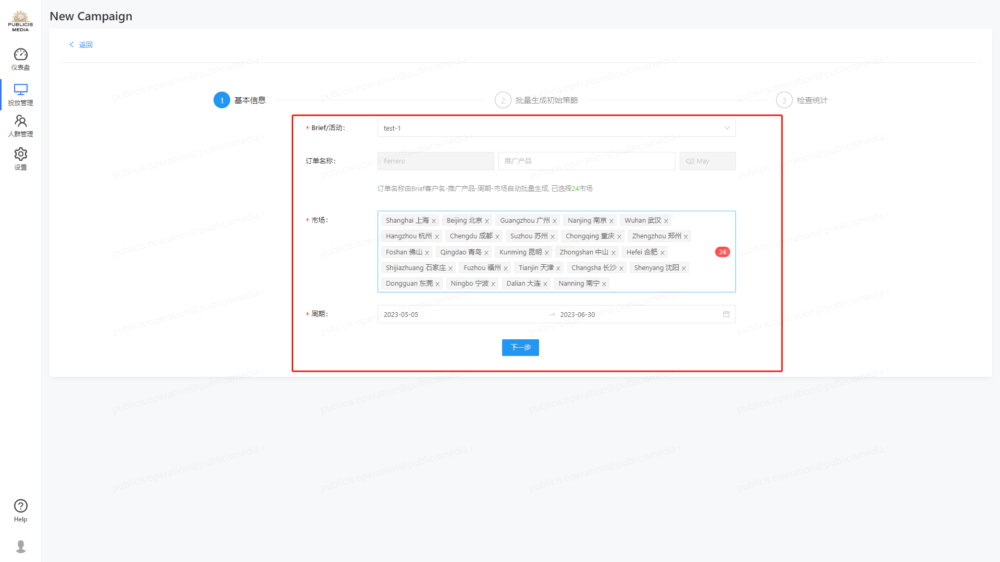 New Campaign
PUBLICIS
MEDIA
返回
仪表盘
投放管理
人群管理
设置
1 基本信息
2 批量生成初始策略
3 检查统计
* Brief/活动:
test-1
订单名称:
Ferrero
推广产品
Q2 May
订单名称由Brief客户名-推广产品-周期-市场自动批量生成, 已选择24市场
* 市场:
Shanghai 上海 x Beijing 北京 x Guangzhou 广州 x Nanjing 南京 x Wuhan 武汉 x
Hangzhou 杭州 x Chengdu 成都 x Suzhou 苏州 x Chongqing 重庆 x Zhengzhou 郑州 x
Foshan 佛山 x Qingdao 青岛 x Kunming 昆明 x Zhongshan 中山 x Hefei 合肥 x
24
Shijiazhuang 石家庄 x Fuzhou 福州 x Tianjin 天津 x Changsha 长沙 x Shenyang 沈阳 x
Dongguan 东莞 x Ningbo 宁波 x Dalian 大连 x Nanning 南宁 x
* 周期:
2023-05-05 → 2023-06-30
下一步
Help
publicis.operation@publicismedia.c